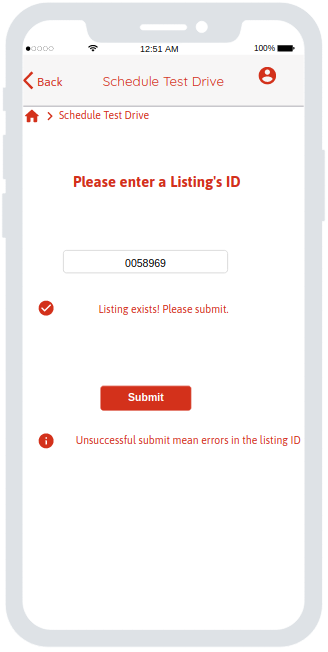 12:51 AM
100%
Back
Schedule Test Drive
Schedule Test Drive
Please enter a Listing's ID
0058969
Listing exists! Please submit.
Submit
Unsuccessful submit mean errors in the listing ID